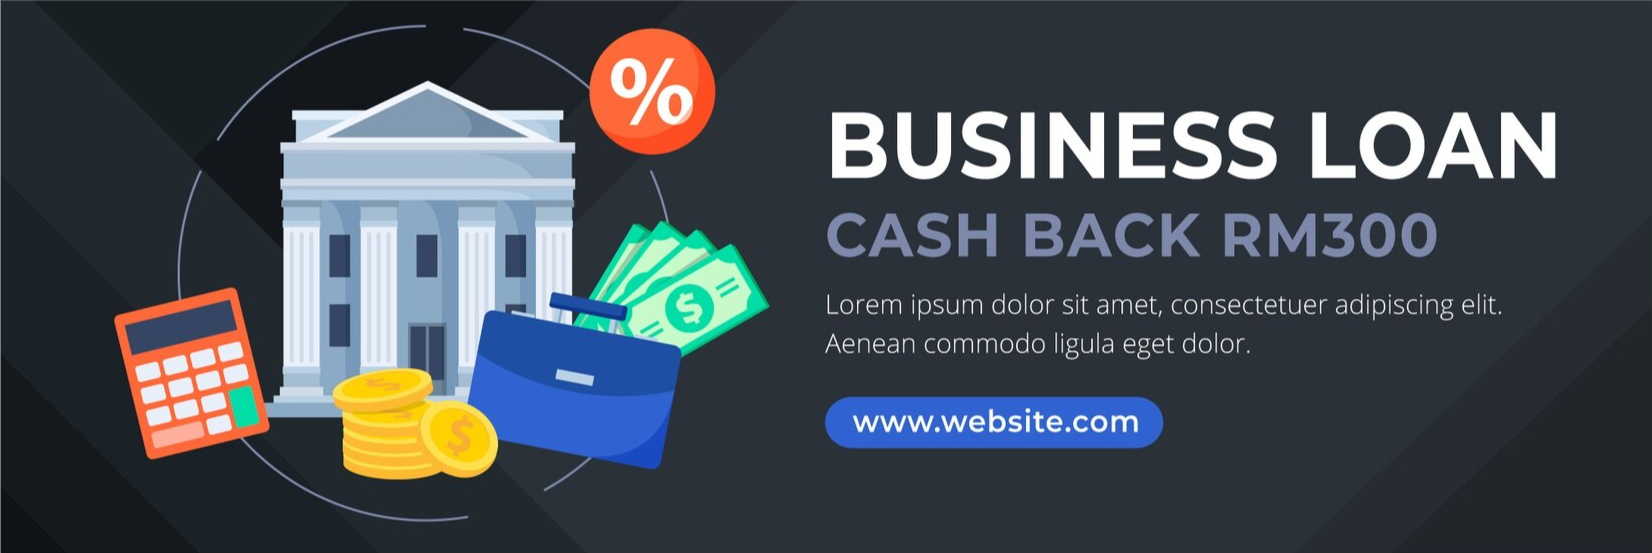 %
BUSINESS LOAN
CASH BACK RM300
Lorem ipsum dolor sit amet, consectetuer adipiscing elit.
Aenean commodo ligula eget dolor.
$
$
$
www.website.com